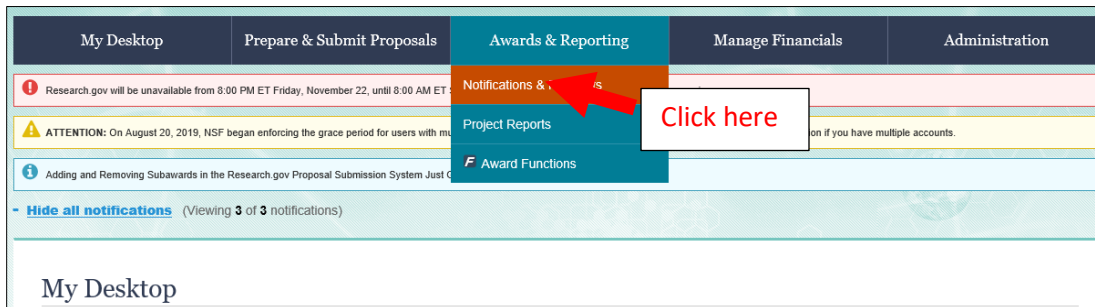 My Desktop Prepare & Submit Proposals Awards & Reporting Manage Financials Administration
Research.gov will be unavailable from 8:00 PM ET Friday, November 22, until 8:00 AM ET
Notifications &
Click here
Project Reports
ATTENTION: On August 20, 2019, NSF began enforcing the grace period for users with
on if you have multiple accounts.
Award Functions
Adding and Removing Subawards in the Research.gov Proposal Submission System Just
- Hide all notifications (Viewing 3 of 3 notifications)
My Desktop